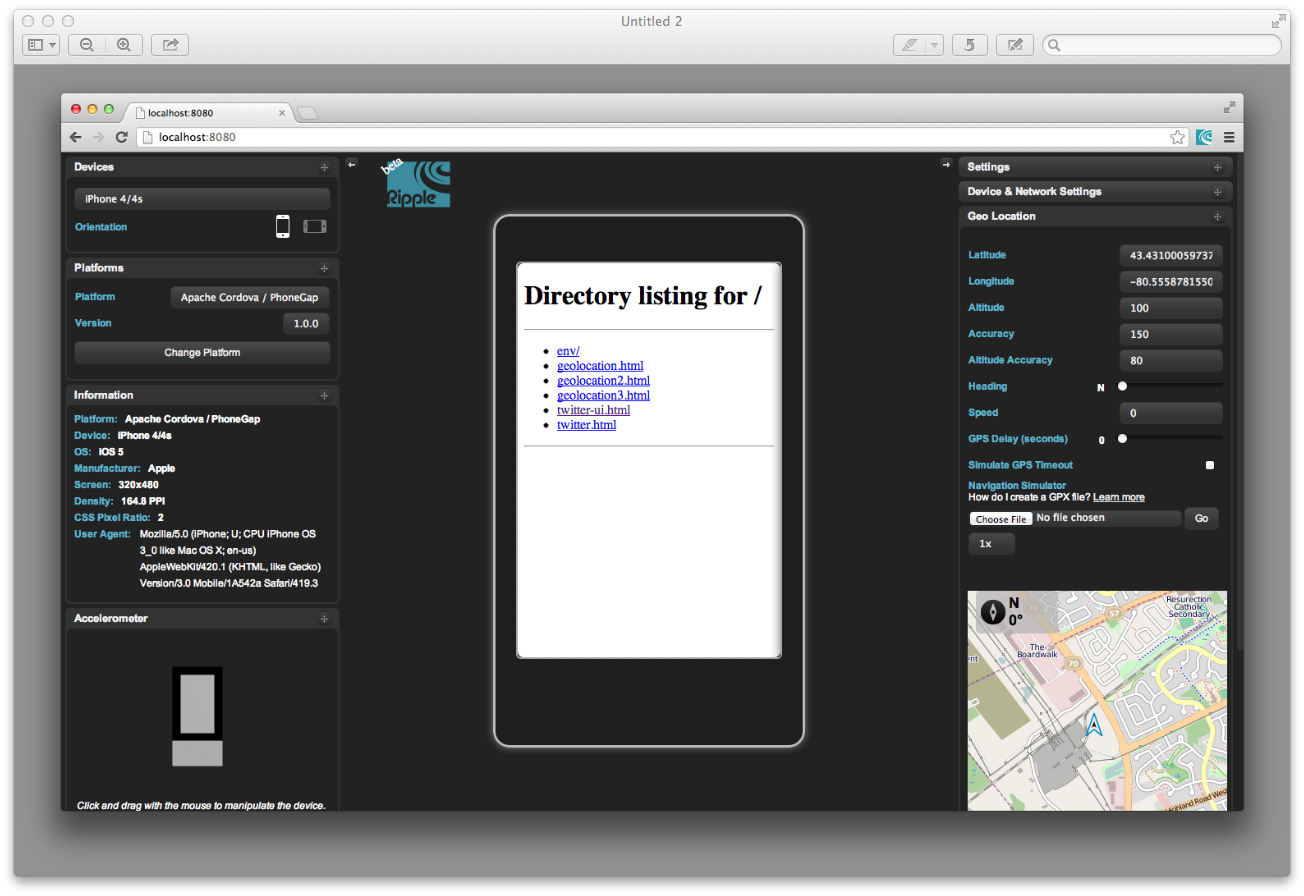 Untitled 2
localhost:8080
localhost:8080
Devices
iPhone 4/4s
Orientation
Platforms
Platform Apache Cordova / PhoneGap
Version 1.0.0
Change Platform
Information
Platform: Apache Cordova / PhoneGap
Device: iPhone 4/4s
OS: iOS 5
Manufacturer: Apple
Screen: 320x480
Density: 164.8 PPI
CSS Pixel Ratio: 2
User Agent: Mozilla/5.0 (iPhone; U; CPU iPhone OS
3_0 like Mac OS X; en-us)
AppleWebKit/420.1 (KHTML, like Gecko)
Version/3.0 Mobile/1A542a Safari/419.3
Accelerometer
Click and drag with the mouse to manipulate the device.
beta
Ripple
Directory listing for /
env/
geolocation.html
geolocation2.html
geolocation3.html
twitter-ui.html
twitter.html
Settings
Device & Network Settings
Geo Location
Latitude 43.43100059737
Longitude -80.5558781550
Altitude 100
Accuracy 150
Altitude Accuracy 80
Heading N
Speed 0
GPS Delay (seconds) 0
Simulate GPS Timeout
Navigation Simulator
How do I create a GPX file? Learn more
Choose File No file chosen Go
1x
N
0°
57
Resurection
Catholic
Secondary
The
Boardwalk
70
Highland Road West